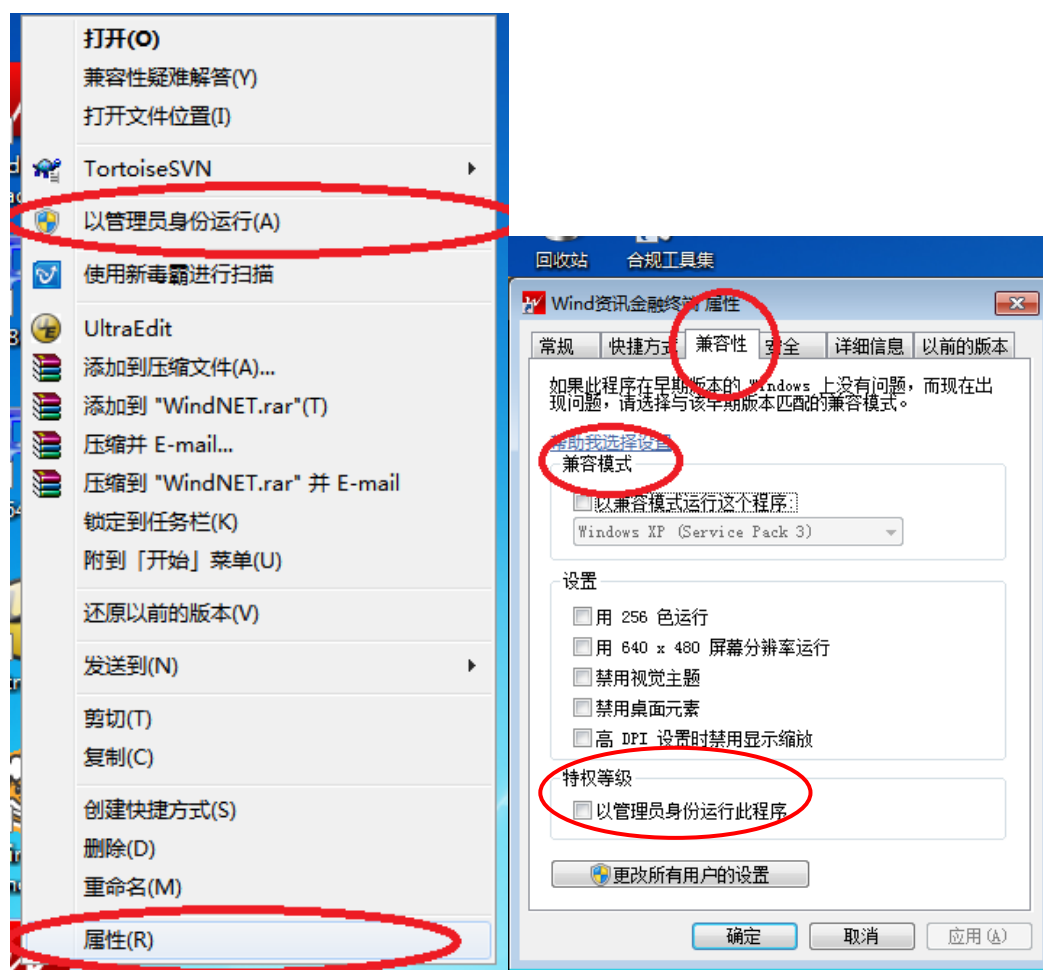 打开(O)
兼容性疑难解答(Y)
打开文件位置(I)
TortoiseSVN
以管理员身份运行(A)
使用新毒霸进行扫描
UltraEdit
添加到压缩文件(A)...
添加到 "WindNET.rar"(T)
压缩并 E-mail...
压缩到 "WindNET.rar" 并 E-mail
锁定到任务栏(K)
附到「开始」菜单(U)
还原以前的版本(V)
发送到(N)
剪切(T)
复制(C)
创建快捷方式(S)
删除(D)
重命名(M)
属性(R)
回收站 合规工具集
Wind资讯金融终端 属性
常规 快捷方式 兼容性 安全 详细信息 以前的版本
如果此程序在早期版本的 Windows 上没有问题，而现在出
现问题，请选择与该早期版本匹配的兼容模式。
帮助我选择设置
兼容模式
以兼容模式运行这个程序:
Windows XP (Service Pack 3)
设置
用 256 色运行
用 640 x 480 屏幕分辨率运行
禁用视觉主题
禁用桌面元素
高 DPI 设置时禁用显示缩放
特权等级
以管理员身份运行此程序
更改所有用户的设置
确定 取消 应用(A)